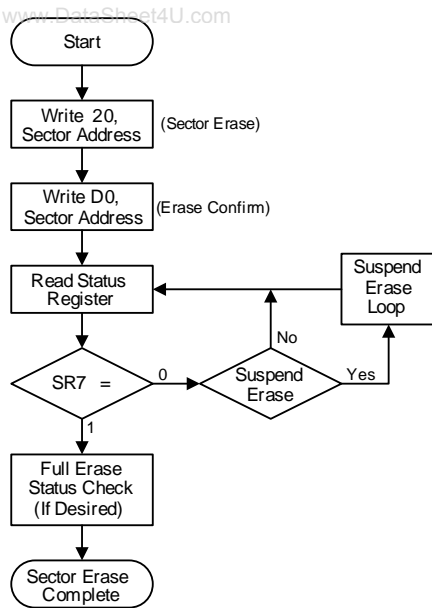 www.DataSheet4U.com
Start
Write 20,
Sector Address
(Sector Erase)
Write D0,
Sector Address
(Erase Confirm)
Read Status
Register
Suspend
Erase
Loop
No
SR7 =
0
Suspend
Erase
Yes
1
Full Erase
Status Check
(If Desired)
Sector Erase
Complete